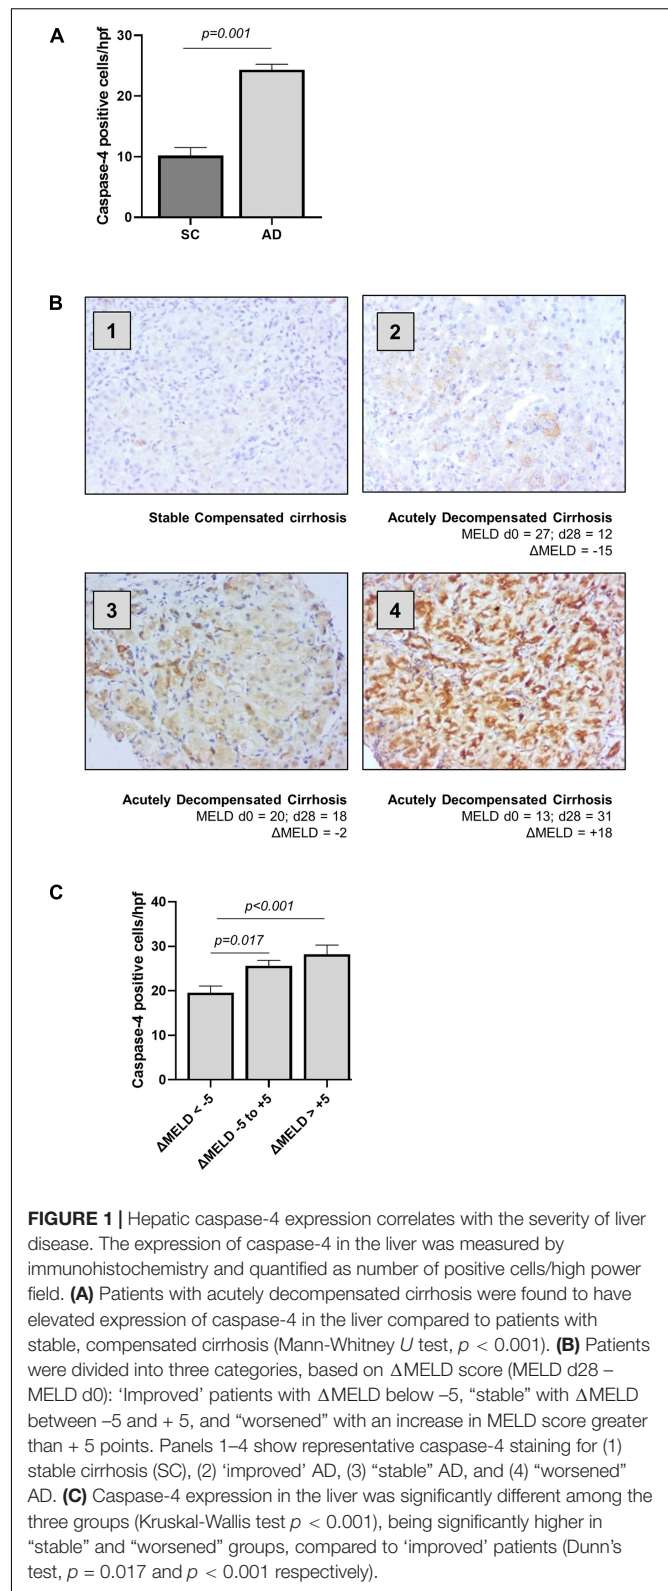 A
Caspase-4 positive cells/hpf
30
20
10
0
p=0.001
SC
AD
B
1
2
Stable Compensated cirrhosis
Acutely Decompensated Cirrhosis
MELD d0 = 27; d28 = 12
ΔMELD = -15
3
4
Acutely Decompensated Cirrhosis
MELD d0 = 20; d28 = 18
ΔMELD = -2
Acutely Decompensated Cirrhosis
MELD d0 = 13; d28 = 31
ΔMELD = +18
C
Caspase-4 positive cells/hpf
40
30
20
10
0
p<0.001
p=0.017
ΔMELD < -5
ΔMELD -5 to +5
ΔMELD > +5
FIGURE 1 | Hepatic caspase-4 expression correlates with the severity of liver
disease. The expression of caspase-4 in the liver was measured by
immunohistochemistry and quantified as number of positive cells/high power
field. (A) Patients with acutely decompensated cirrhosis were found to have
elevated expression of caspase-4 in the liver compared to patients with
stable, compensated cirrhosis (Mann-Whitney U test, p < 0.001). (B) Patients
were divided into three categories, based on ΔMELD score (MELD d28 –
MELD d0): ‘Improved’ patients with ΔMELD below –5, “stable” with ΔMELD
between –5 and + 5, and “worsened” with an increase in MELD score greater
than + 5 points. Panels 1–4 show representative caspase-4 staining for (1)
stable cirrhosis (SC), (2) ‘improved’ AD, (3) “stable” AD, and (4) “worsened”
AD. (C) Caspase-4 expression in the liver was significantly different among the
three groups (Kruskal-Wallis test p < 0.001), being significantly higher in
“stable” and “worsened” groups, compared to ‘improved’ patients (Dunn’s
test, p = 0.017 and p < 0.001 respectively).